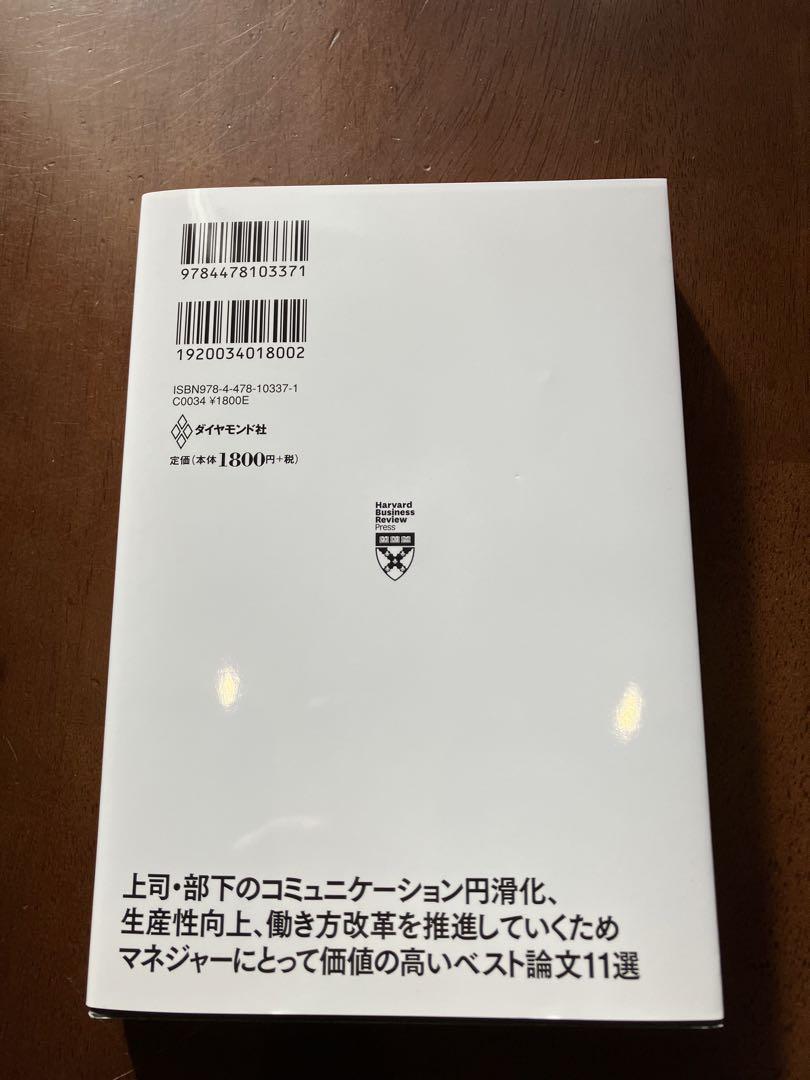 9784478103371
1920034018002
ISBN978-4-478-10337-1
C0034 ¥1800E
ダイヤモンド社
定価(本体1800円+税)
Harvard
Business
Review
Press
上司・部下のコミュニケーション円滑化、
生産性向上、働き方改革を推進していくため
マネジャーにとって価値の高いベスト論文11選